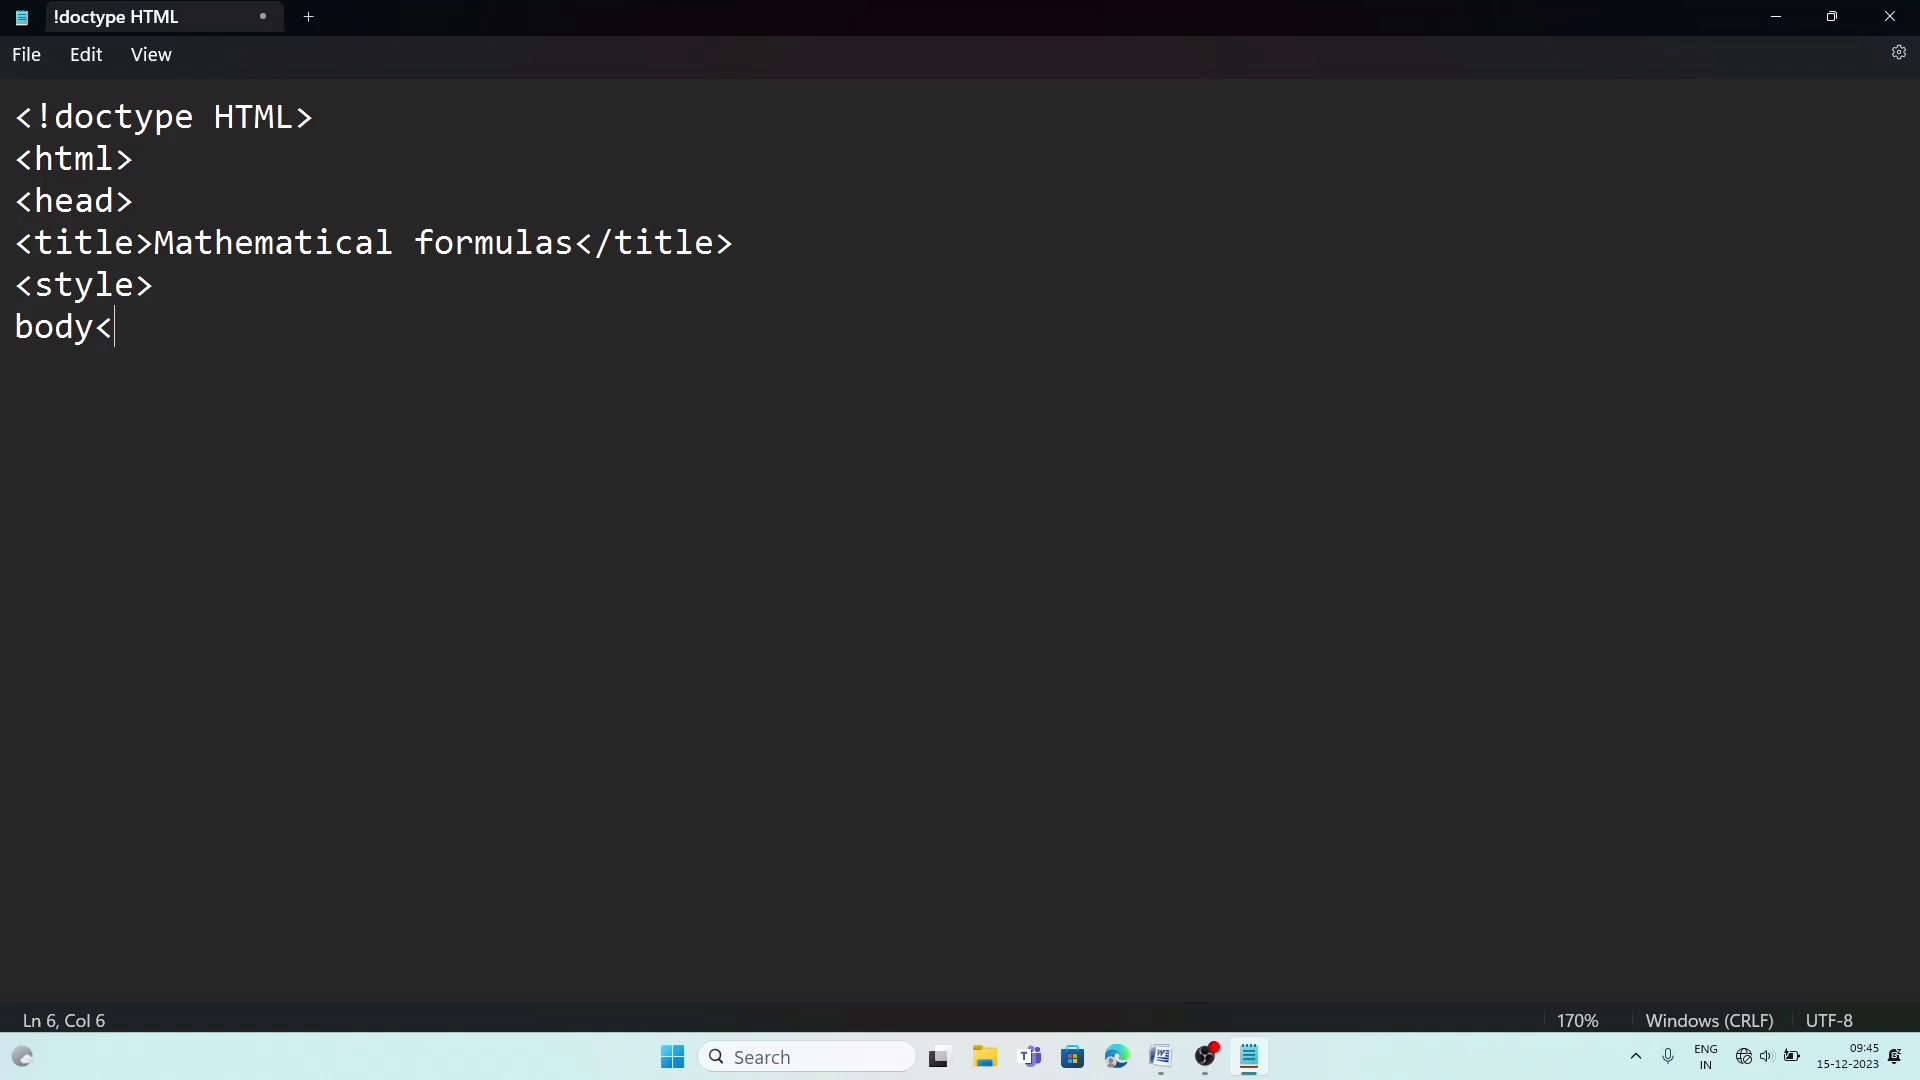 !doctype HTML
File Edit View
<!doctype HTML>
<html>
<head>
<title>Mathematical formulas</title>
<style>
body<
Ln 6, Col 6 170% Windows (CRLF) UTF-8
Search ENG 09:45
IN 15-12-2023